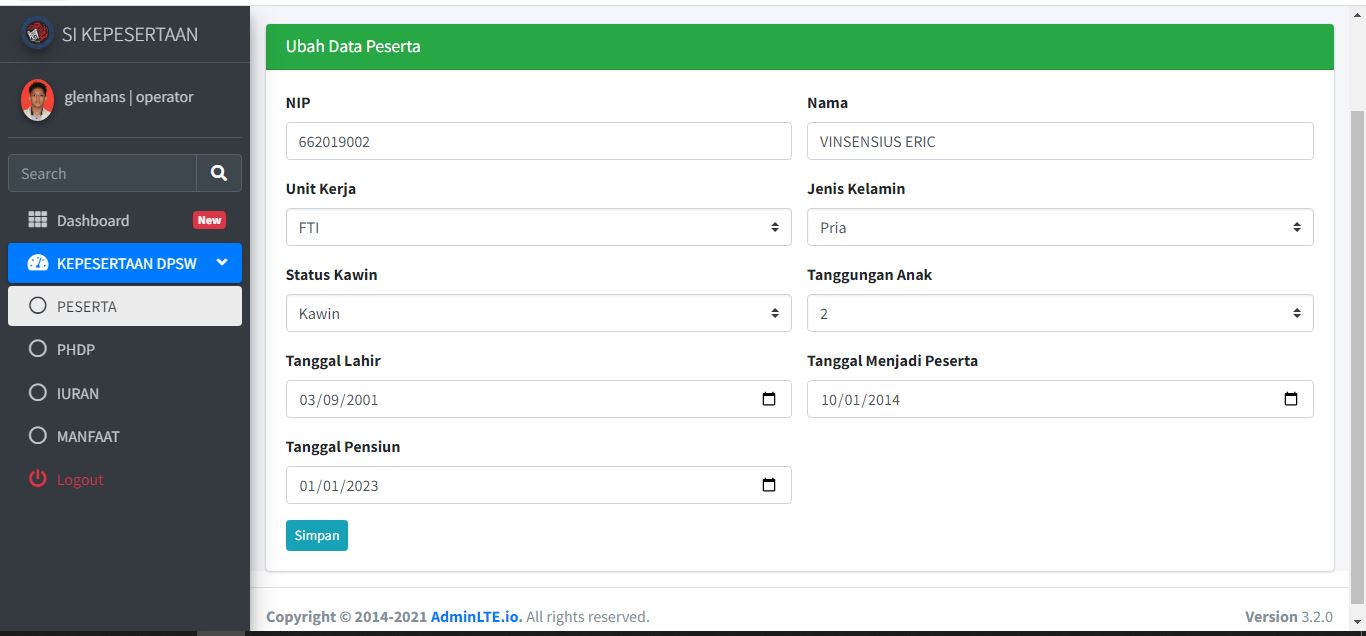 SI KEPESERTAAN
glenhans | operator
Search
Dashboard New
KEPESERTAAN DPSW
PESERTA
PHDP
IURAN
MANFAAT
Logout
Ubah Data Peserta
NIP
662019002
Nama
VINSENSIUS ERIC
Unit Kerja
FTI
Jenis Kelamin
Pria
Status Kawin
Kawin
Tanggungan Anak
2
Tanggal Lahir
03/09/2001
Tanggal Menjadi Peserta
10/01/2014
Tanggal Pensiun
01/01/2023
Simpan
Copyright © 2014-2021 AdminLTE.io. All rights reserved.
Version 3.2.0